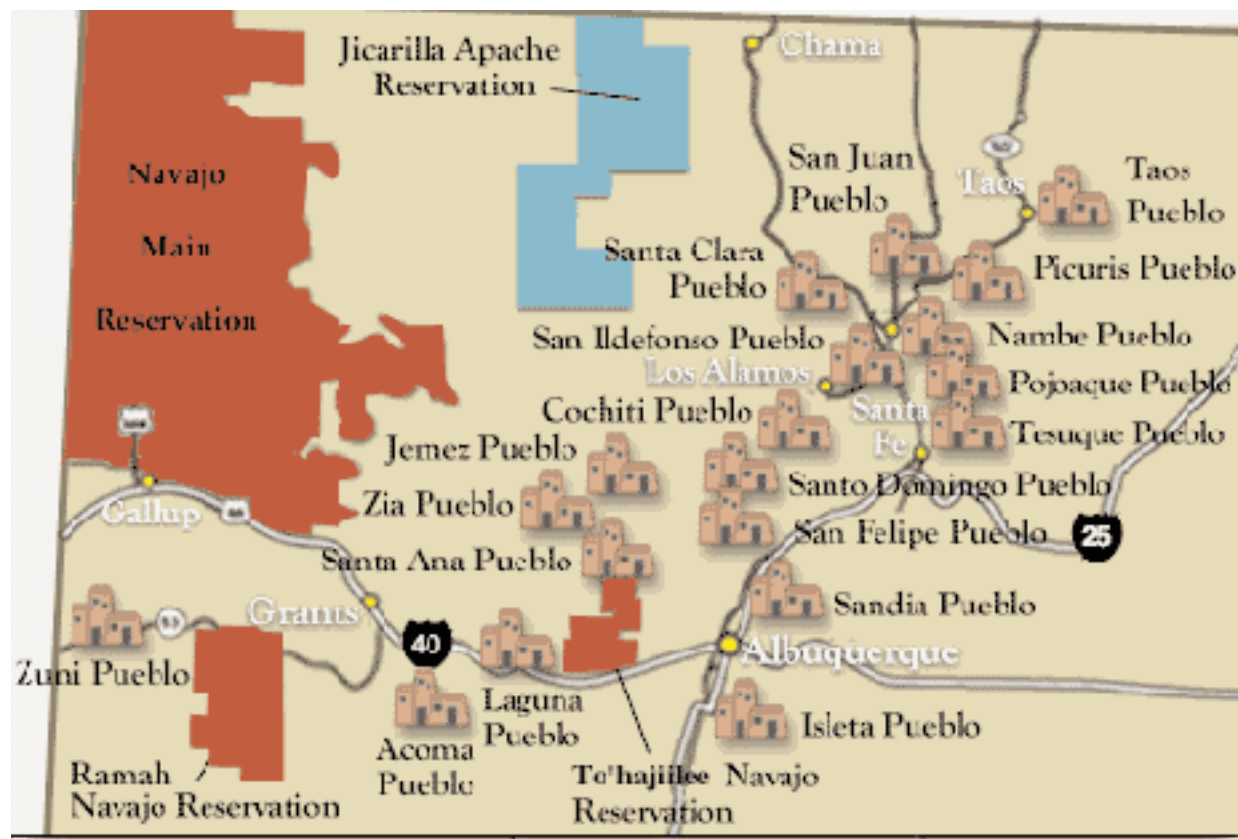 Jicarilla Apache
Reservation
Chama
Navajo
Main
Reservation
San Juan
Pueblo
Taos
Taos
Pueblo
Santa Clara
Pueblo
Picuris Pueblo
San Ildefonso Pueblo
Nambe Pueblo
Los Alamos
Pojoaque Pueblo
Cochiti Pueblo
Santa
Fe
Tesuque Pueblo
Jemez Pueblo
Santo Domingo Pueblo
Zia Pueblo
Gallup
San Felipe Pueblo
25
Santa Ana Pueblo
Grants
Sandia Pueblo
40
Albuquerque
Zuni Pueblo
Laguna
Pueblo
Isleta Pueblo
Acoma
Pueblo
Ramah
Navajo Reservation
To'hajiilee Navajo
Reservation